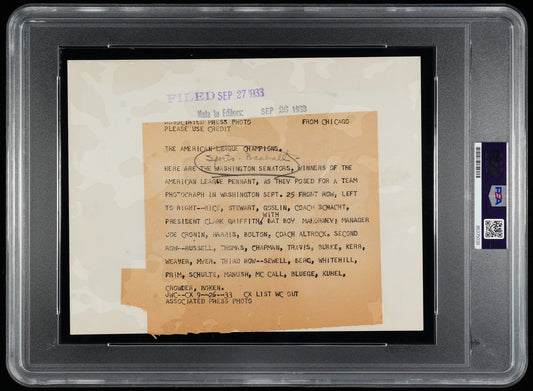 FILED SEP 27 1933
Note to Editors: SEP 26 1933
ASSOCIATED PRESS PHOTO FROM CHICAGO
PLEASE USE CREDIT
THE AMERICAN LEAGUE CHAMPIONS.
Sports - Baseball
HERE ARE THE WASHINGTON SENATORS, WINNERS OF THE
AMERICAN LEAGUE PENNANT, AS THEY POSED FOR A TEAM
PHOTOGRAPH IN WASHINGTON SEPT. 25 FRONT ROW, LEFT
TO RIGHT--RICE, STEWART, GOSLIN, COACH SCHACHT,
PRESIDENT CLARK GRIFFITH, WITH BAT BOY MAHORNEY; MANAGER
JOE CRONIN, HARRIS, BOLTON, COACH ALTROCK. SECOND
ROW--RUSSELL, THOMAS, CHAPMAN, TRAVIS, BURKE, KERR,
WEAVER, MYER. THIRD ROW--SEWELL, BERG, WHITEHILL,
PRIM, SCHULTE, MANUSH, MC CALL, BLUEGE, KUHEL,
CROWDER, BOKEN.
JWC--CX 9--26--33 CX LIST WC OUT
ASSOCIATED PRESS PHOTO
PSA